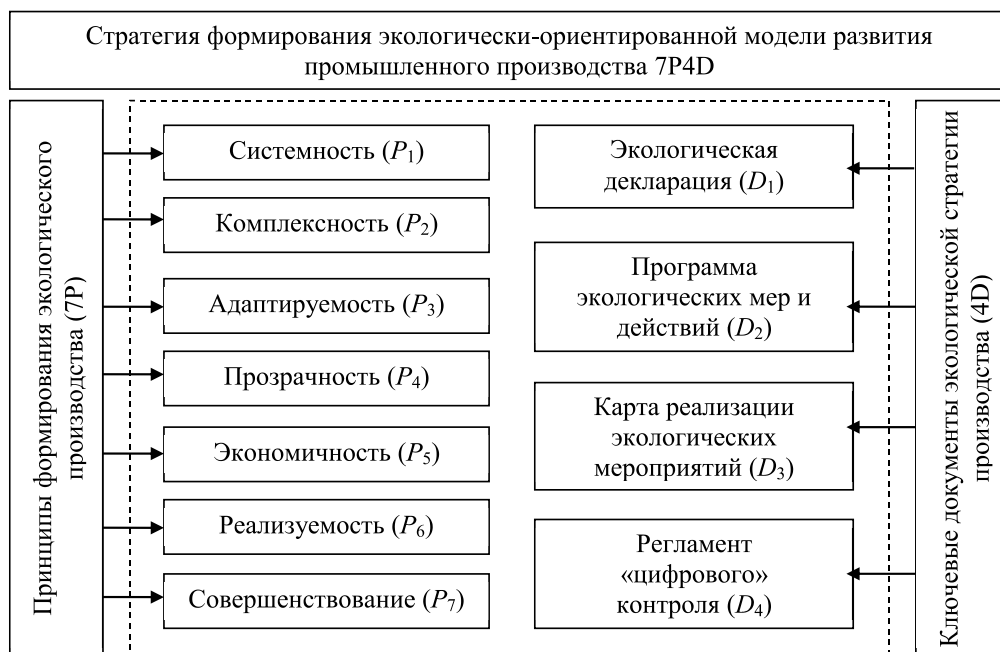 Стратегия формирования экологически-ориентированной модели развития
промышленного производства 7P4D
Принципы формирования экологического
производства (7P)
Системность (P₁)
Комплексность (P₂)
Адаптируемость (P₃)
Прозрачность (P₄)
Экономичность (P₅)
Реализуемость (P₆)
Совершенствование (P₇)
Экологическая
декларация (D₁)
Программа
экологических мер и
действий (D₂)
Карта реализации
экологических
мероприятий (D₃)
Регламент
«цифрового»
контроля (D₄)
Ключевые документы экологической стратегии
производства (4D)